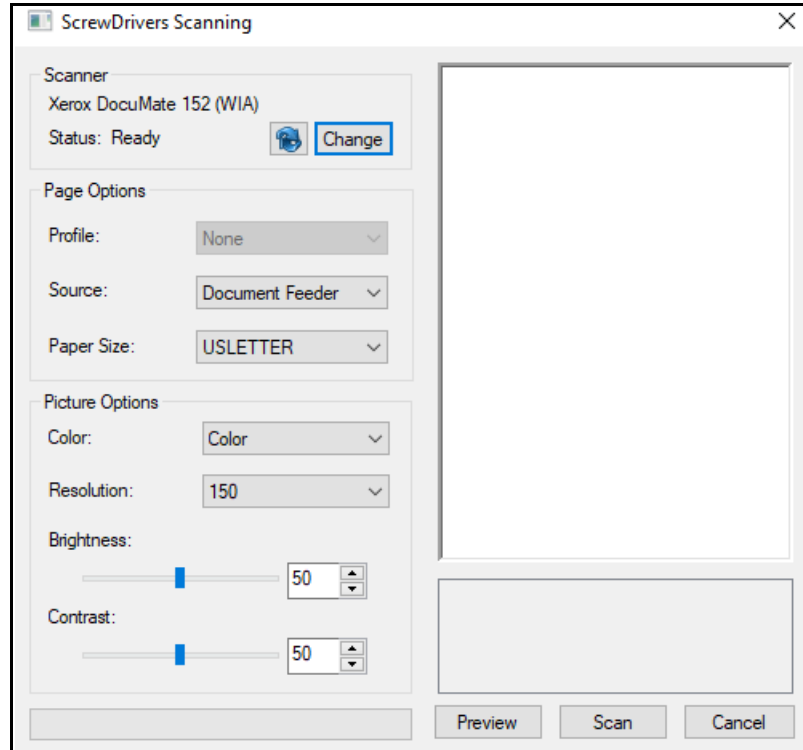 ScrewDrivers Scanning
Scanner
Xerox DocuMate 152 (WIA)
Status: Ready
Change
Page Options
Profile: None
Source: Document Feeder
Paper Size: USLETTER
Picture Options
Color: Color
Resolution: 150
Brightness:
50
Contrast:
50
Preview Scan Cancel